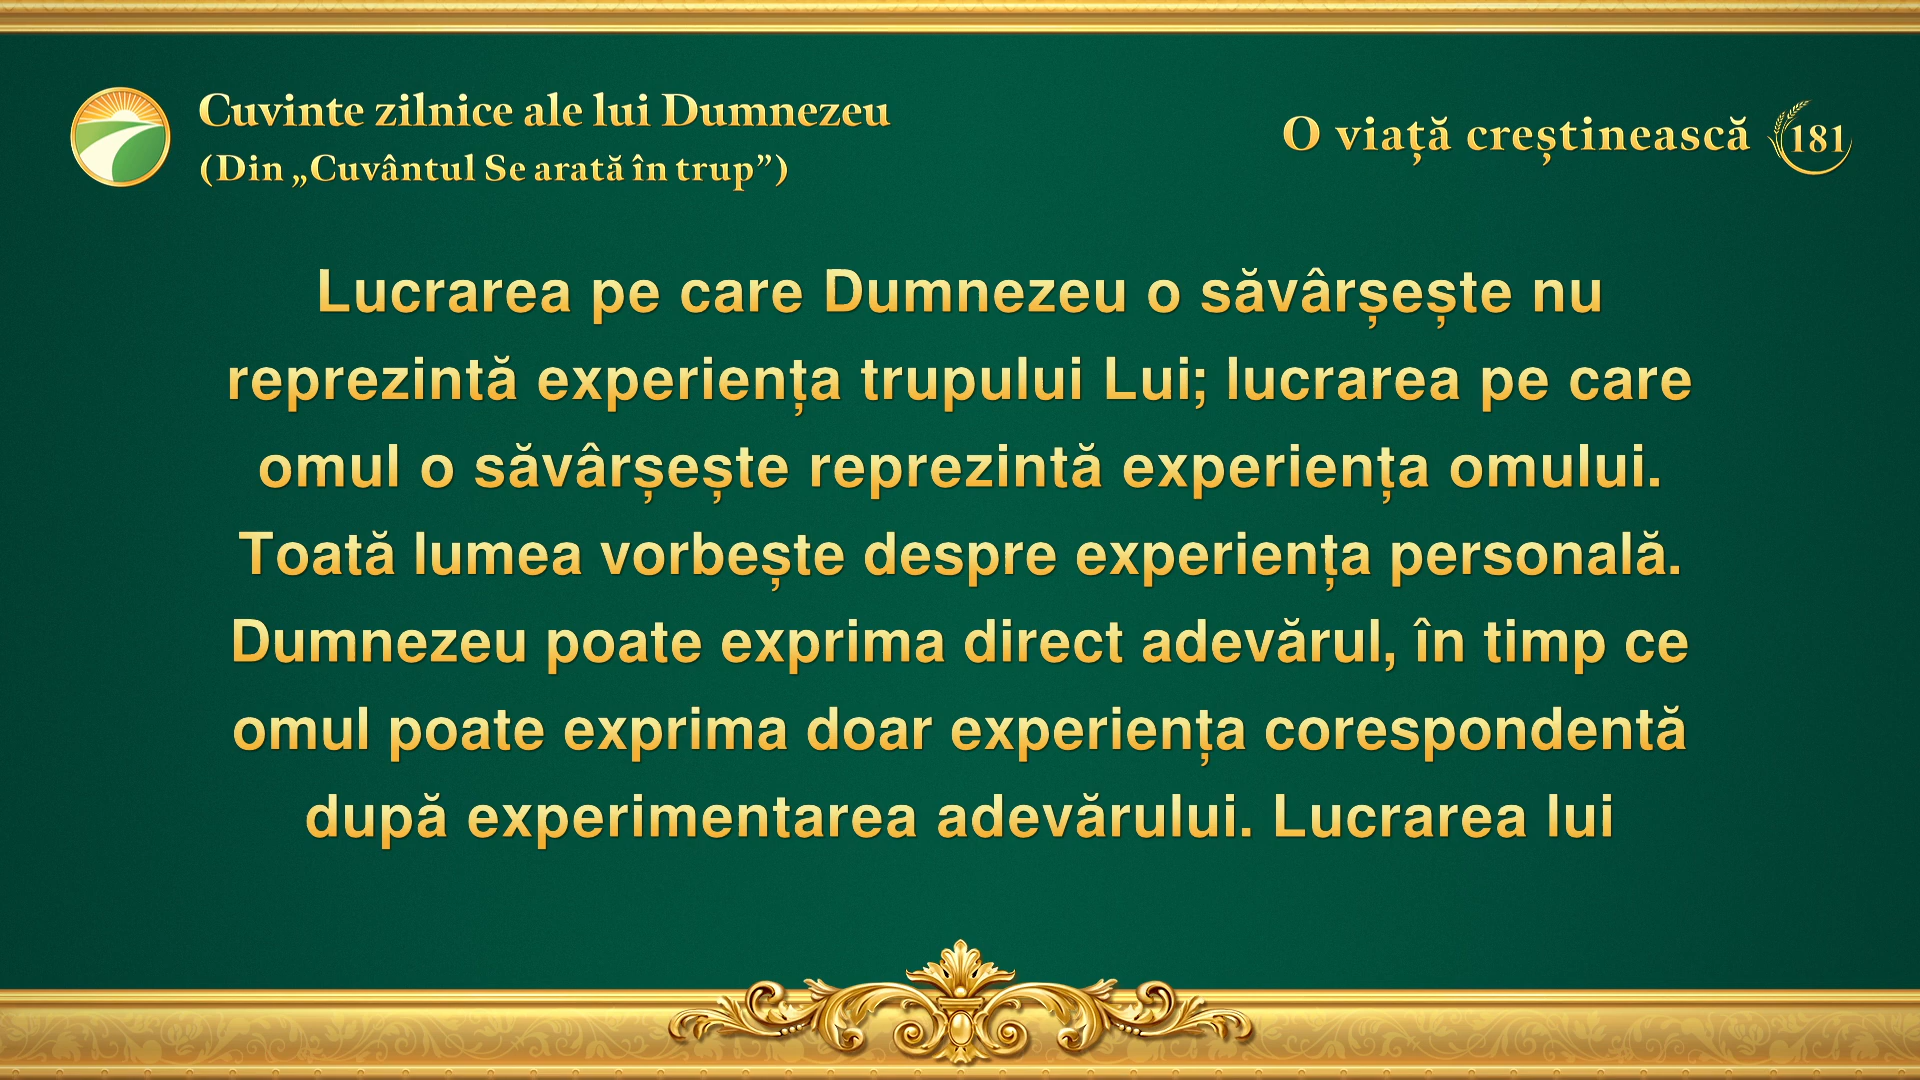 Cuvinte zilnice ale lui Dumnezeu
(Din „Cuvântul Se arată în trup”)
O viață creștinească 181
Lucrarea pe care Dumnezeu o săvârșește nu
reprezintă experiența trupului Lui; lucrarea pe care
omul o săvârșește reprezintă experiența omului.
Toată lumea vorbește despre experiența personală.
Dumnezeu poate exprima direct adevărul, în timp ce
omul poate exprima doar experiența corespondentă
după experimentarea adevărului. Lucrarea lui